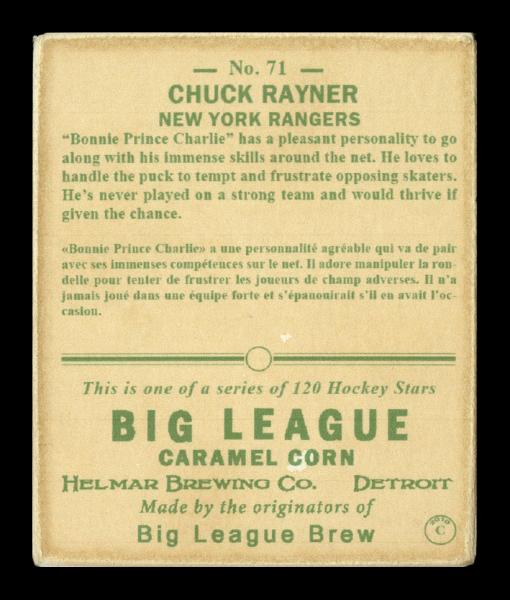 — No. 71 —
CHUCK RAYNER
NEW YORK RANGERS
“Bonnie Prince Charlie” has a pleasant personality to go
along with his immense skills around the net. He loves to
handle the puck to tempt and frustrate opposing skaters.
He's never played on a strong team and would thrive if
given the chance.
«Bonnie Prince Charlie» a une personnalité agréable qui va de pair
avec ses immenses compétences sur le net. Il adore manipuler la ron-
delle pour tenter de frustrer les joueurs de champ adverses. Il n'a
jamais joué dans une équipe forte et s'épanouirait s'il en avait l'oc-
casion.
This is one of a series of 120 Hockey Stars
BIG LEAGUE
CARAMEL CORN
HELMAR BREWING CO. DETROIT
Made by the originators of
Big League Brew
C